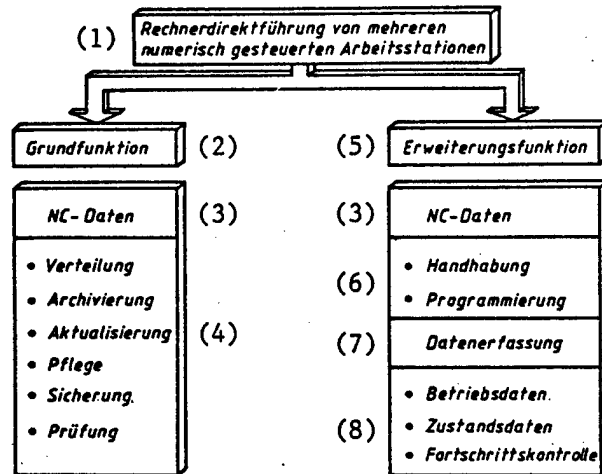 (1) Rechnerdirektführung von mehreren
numerisch gesteuerten Arbeitsstationen
Grundfunktion (2)
(5) Erweiterungsfunktion
NC-Daten (3)
• Verteilung
• Archivierung
• Aktualisierung (4)
• Pflege
• Sicherung.
• Prüfung
(3) NC-Daten
(6) • Handhabung
• Programmierung
(7) Datenerfassung
• Betriebsdaten.
(8) • Zustandsdaten
• Fortschrittskontrolle